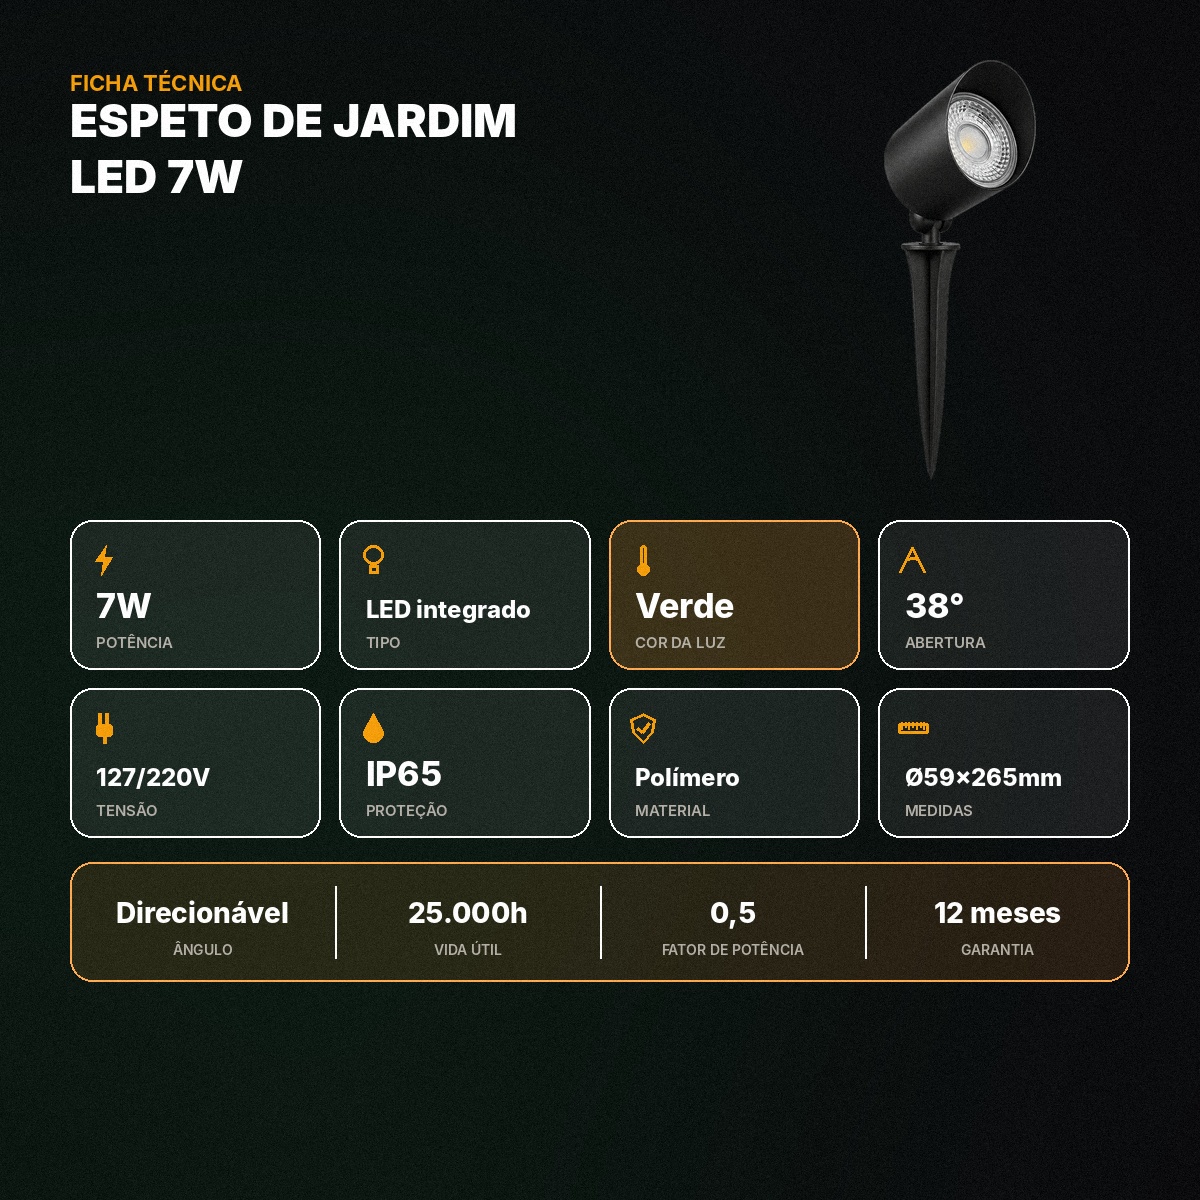 FICHA TÉCNICA
ESPETO DE JARDIM
LED 7W
7W
POTÊNCIA
LED integrado
TIPO
Verde
COR DA LUZ
38°
ABERTURA
127/220V
TENSÃO
IP65
PROTEÇÃO
Polímero
MATERIAL
Ø59×265mm
MEDIDAS
Direcionável
ÂNGULO
25.000h
VIDA ÚTIL
0,5
FATOR DE POTÊNCIA
12 meses
GARANTIA